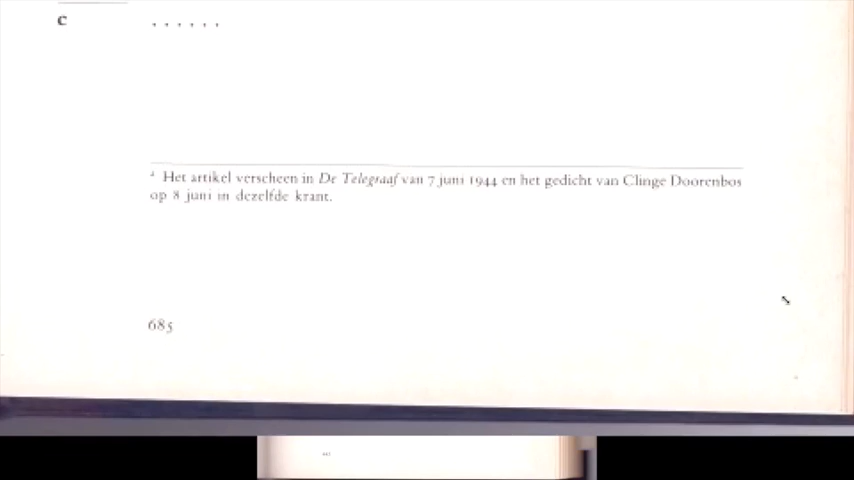 c ......
⁴ Het artikel verscheen in De Telegraaf van 7 juni 1944 en het gedicht van Clinge Doorenbos
op 8 juni in dezelfde krant.
685